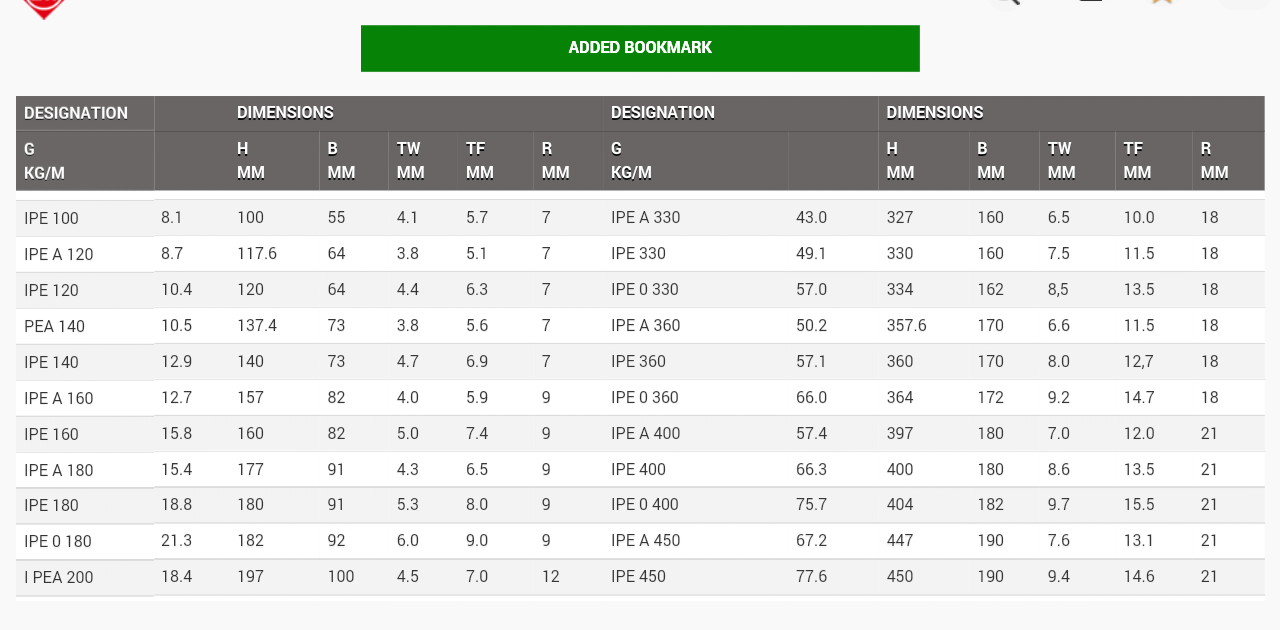 ADDED BOOKMARK
DESIGNATION DIMENSIONS DESIGNATION DIMENSIONS
G H B TW TF R G H B TW TF R
KG/M MM MM MM MM MM KG/M MM MM MM MM MM
IPE 100 8.1 100 55 4.1 5.7 7 IPE A 330 43.0 327 160 6.5 10.0 18
IPE A 120 8.7 117.6 64 3.8 5.1 7 IPE 330 49.1 330 160 7.5 11.5 18
IPE 120 10.4 120 64 4.4 6.3 7 IPE 0 330 57.0 334 162 8,5 13.5 18
PEA 140 10.5 137.4 73 3.8 5.6 7 IPE A 360 50.2 357.6 170 6.6 11.5 18
IPE 140 12.9 140 73 4.7 6.9 7 IPE 360 57.1 360 170 8.0 12,7 18
IPE A 160 12.7 157 82 4.0 5.9 9 IPE 0 360 66.0 364 172 9.2 14.7 18
IPE 160 15.8 160 82 5.0 7.4 9 IPE A 400 57.4 397 180 7.0 12.0 21
IPE A 180 15.4 177 91 4.3 6.5 9 IPE 400 66.3 400 180 8.6 13.5 21
IPE 180 18.8 180 91 5.3 8.0 9 IPE 0 400 75.7 404 182 9.7 15.5 21
IPE 0 180 21.3 182 92 6.0 9.0 9 IPE A 450 67.2 447 190 7.6 13.1 21
I PEA 200 18.4 197 100 4.5 7.0 12 IPE 450 77.6 450 190 9.4 14.6 21